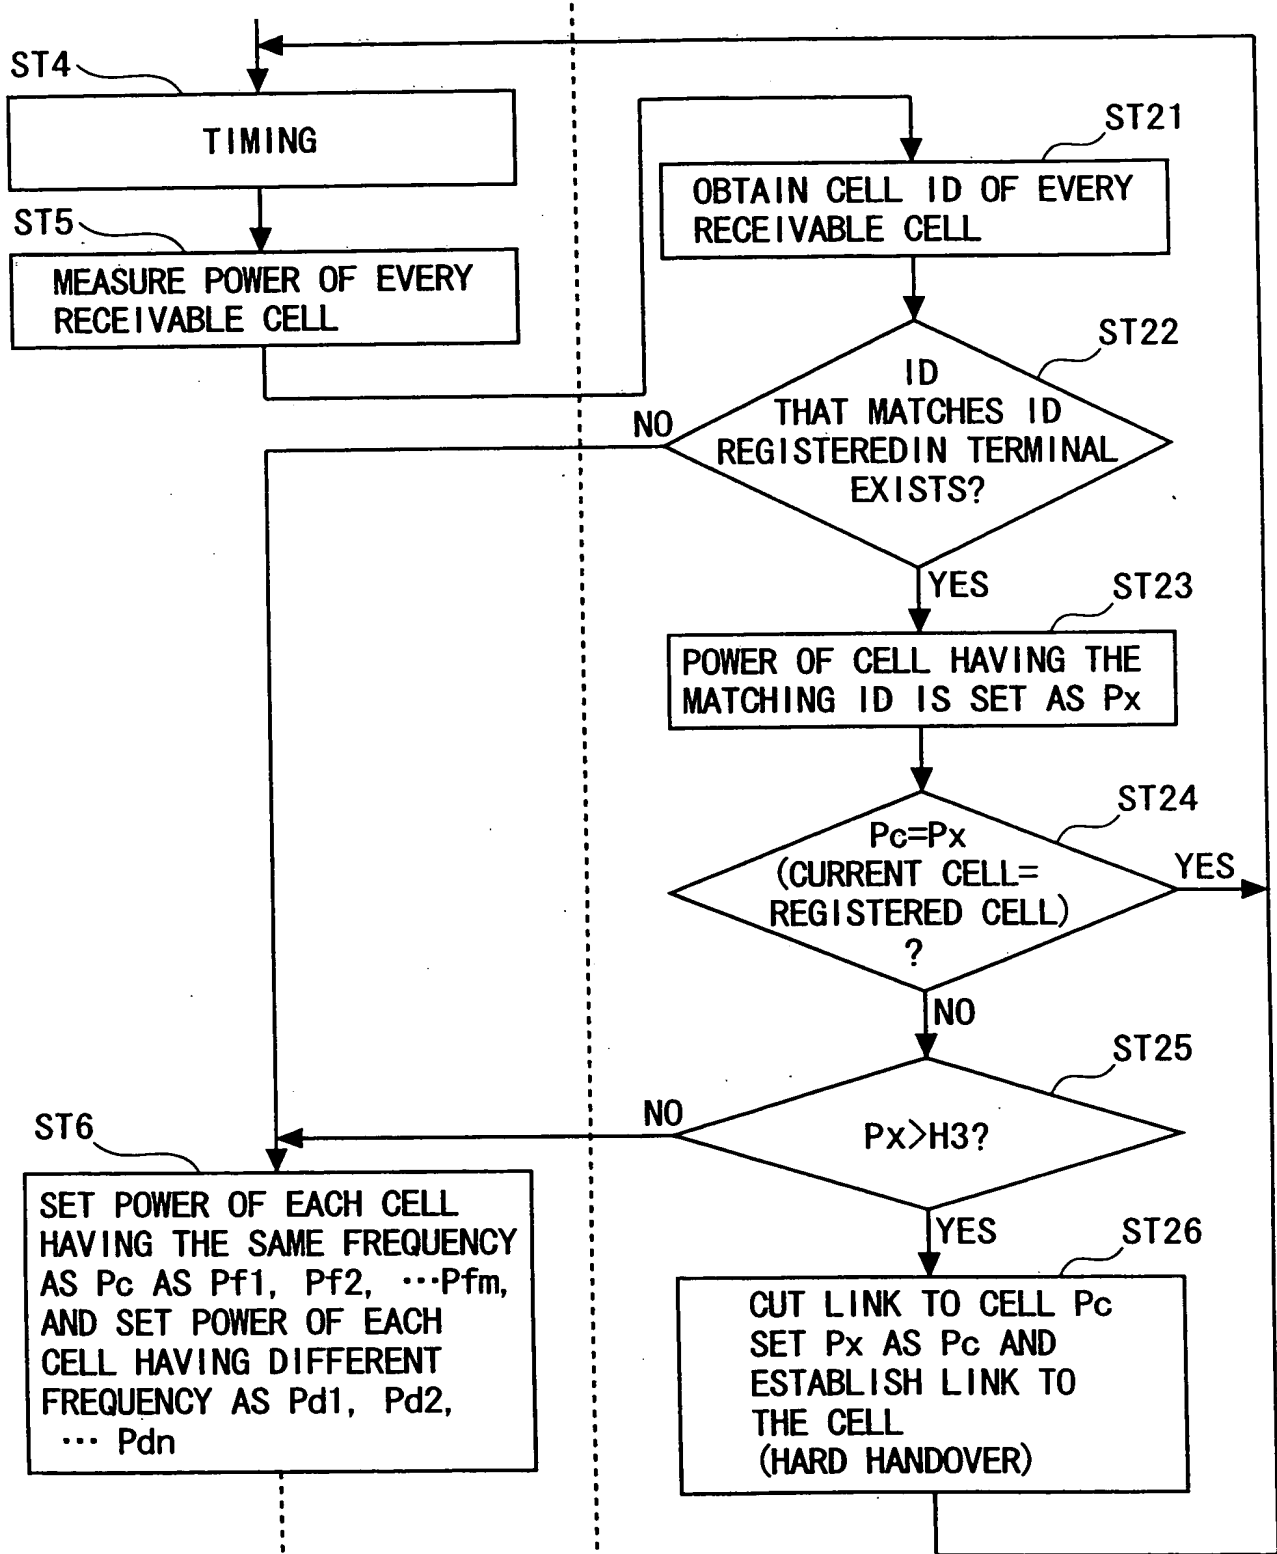 ST4
TIMING
ST5
MEASURE POWER OF EVERY
RECEIVABLE CELL
ST21
OBTAIN CELL ID OF EVERY
RECEIVABLE CELL
ST22
ID
THAT MATCHES ID
REGISTEREDIN TERMINAL
EXISTS?
NO
YES
ST23
POWER OF CELL HAVING THE
MATCHING ID IS SET AS Px
ST24
Pc=Px
(CURRENT CELL=
REGISTERED CELL)
?
YES
NO
ST25
Px>H3?
NO
YES
ST6
SET POWER OF EACH CELL
HAVING THE SAME FREQUENCY
AS Pc AS Pf1, Pf2, ···Pfm,
AND SET POWER OF EACH
CELL HAVING DIFFERENT
FREQUENCY AS Pd1, Pd2,
··· Pdn
ST26
CUT LINK TO CELL Pc
SET Px AS Pc AND
ESTABLISH LINK TO
THE CELL
(HARD HANDOVER)